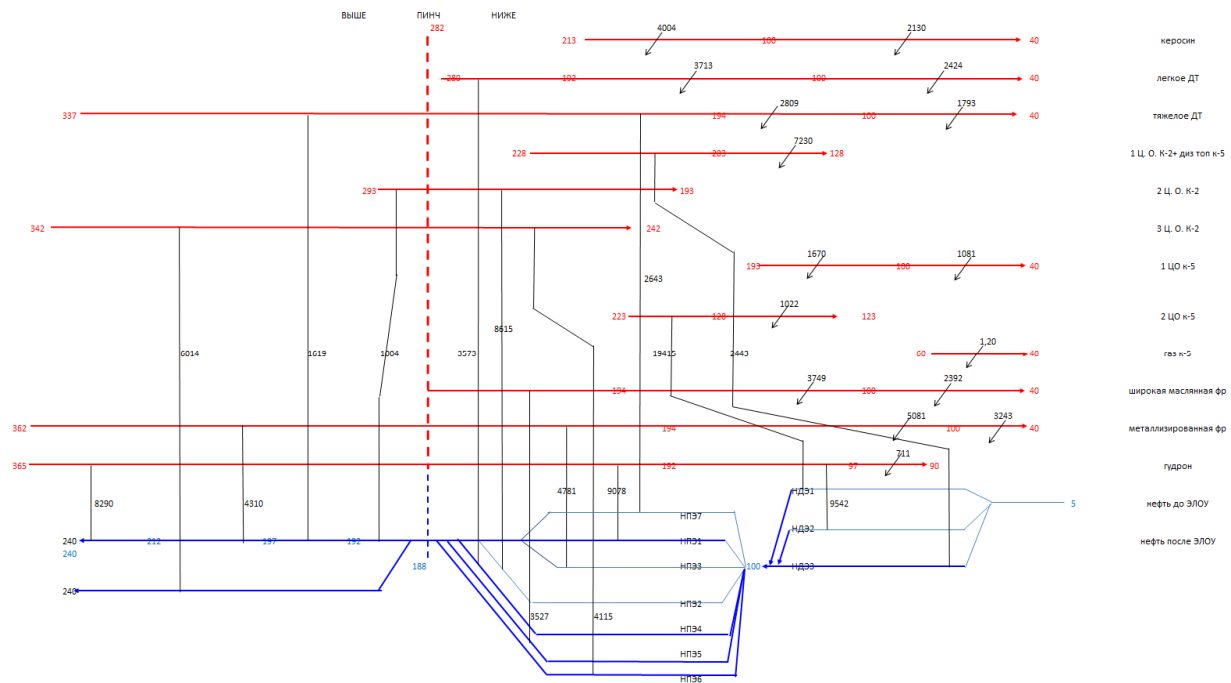 ВЫШЕ ПИНЧ НИЖЕ
282
4004 2130
213 100 40 керосин
3713 2424
280 192 100 40 легкое ДТ
2809 1793
337 194 100 40 тяжелое ДТ
7230
228 203 128 1 Ц. О. К-2+ диз топ к-5
293 193 2 Ц. О. К-2
342 242 3 Ц. О. К-2
1670 1081
193 100 40 1 ЦО к-5
2643
1022
223 128 123 2 ЦО к-5
8615
1,20
6014 1619 1004 3573 19415 2443 60 40 газ к-5
3749 2392
194 100 40 широкая маслянная фр
5081 3243
362 194 100 40 металлизированная фр
711
365 192 97 90 гудрон
4781 9078 НДЭ1
8290 4310 9542 5 нефть до ЭЛОУ
НПЭ7
НДЭ2
240 212 197 192 НПЭ1 нефть после ЭЛОУ
240
188 НПЭ3 100 НДЭ3
240
НПЭ2
3527 4115
НПЭ4
НПЭ5
НПЭ6